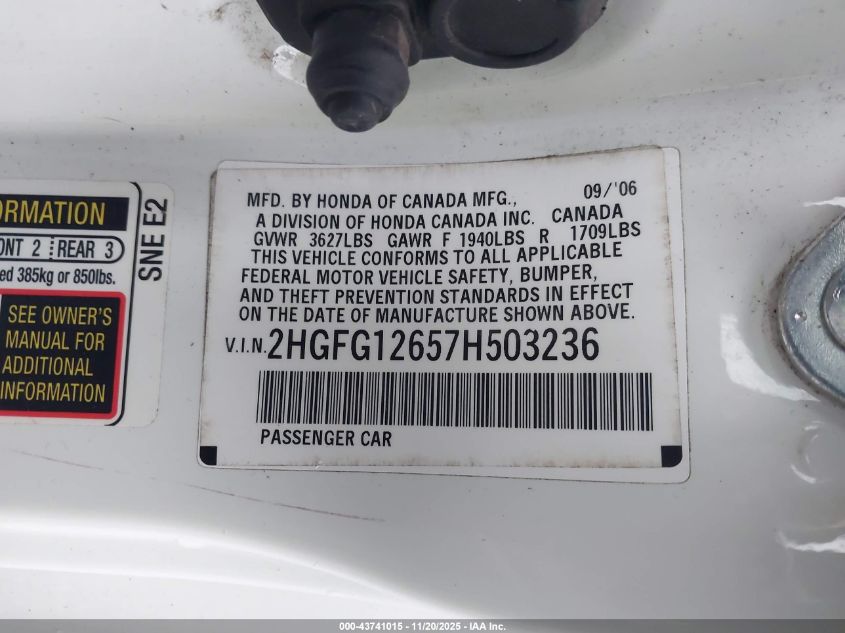 ORMATION
ONT 2 REAR 3
ed 385kg or 850lbs.
SEE OWNER'S
MANUAL FOR
ADDITIONAL
INFORMATION
SNE E2
MFD. BY HONDA OF CANADA MFG., 09/'06
A DIVISION OF HONDA CANADA INC. CANADA
GVWR 3627LBS GAWR F 1940LBS R 1709LBS
THIS VEHICLE CONFORMS TO ALL APPLICABLE
FEDERAL MOTOR VEHICLE SAFETY, BUMPER,
AND THEFT PREVENTION STANDARDS IN EFFECT
ON THE DATE OF MANUFACTURE SHOWN ABOVE.
V.I.N. 2HGFG12657H503236
PASSENGER CAR
000-43741015 - 11/20/2025 - IAA Inc.